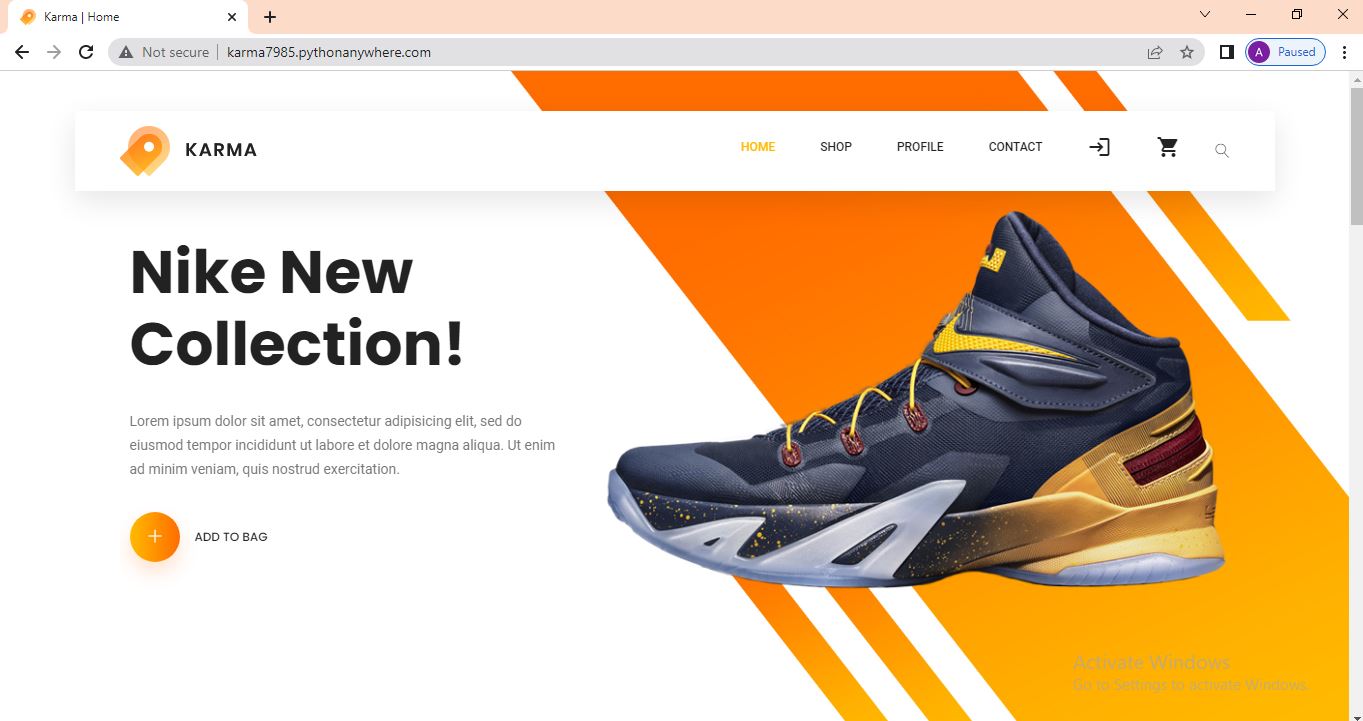 Karma | Home
Not secure
karma7985.pythonanywhere.com
A
Paused
KARMA
HOME
SHOP
PROFILE
CONTACT
Nike New
Collection!
Lorem ipsum dolor sit amet, consectetur adipisicing elit, sed do
eiusmod tempor incididunt ut labore et dolore magna aliqua. Ut enim
ad minim veniam, quis nostrud exercitation.
ADD TO BAG
Activate Windows
Go to Settings to activate Windows.